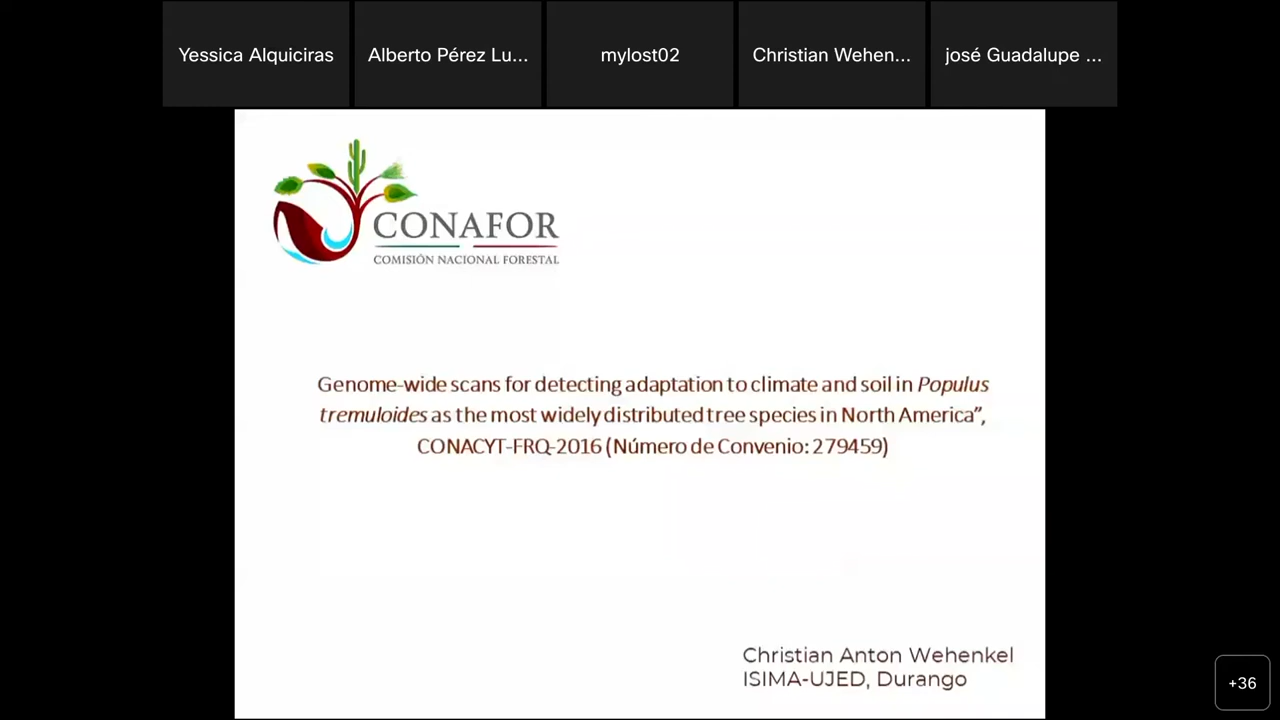 Yessica Alquiciras
Alberto Pérez Lu...
mylost02
Christian Wehen...
josé Guadalupe ...
CONAFOR
COMISIÓN NACIONAL FORESTAL
Genome-wide scans for detecting adaptation to climate and soil in Populus
tremuloides as the most widely distributed tree species in North America”,
CONACYT-FRQ-2016 (Número de Convenio: 279459)
Christian Anton Wehenkel
ISIMA-UJED, Durango
+36